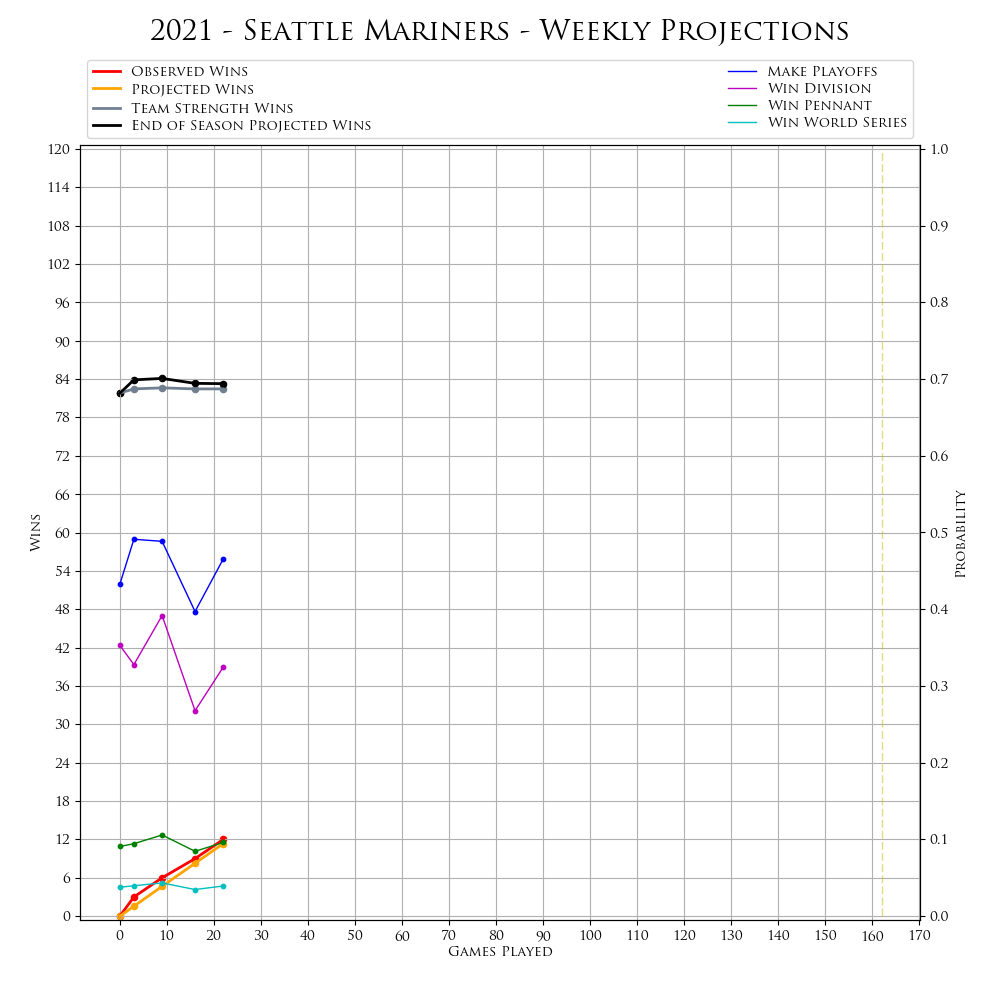 2021 - Seattle Mariners - Weekly Projections
Observed Wins
Projected Wins
Team Strength Wins
End of Season Projected Wins
Make Playoffs
Win Division
Win Pennant
Win World Series
120
114
108
102
96
90
84
78
72
66
60
54
48
42
36
30
24
18
12
6
0
Wins
1.0
0.9
0.8
0.7
0.6
0.5
0.4
0.3
0.2
0.1
0.0
Probability
0 10 20 30 40 50 60 70 80 90 100 110 120 130 140 150 160 170
Games Played